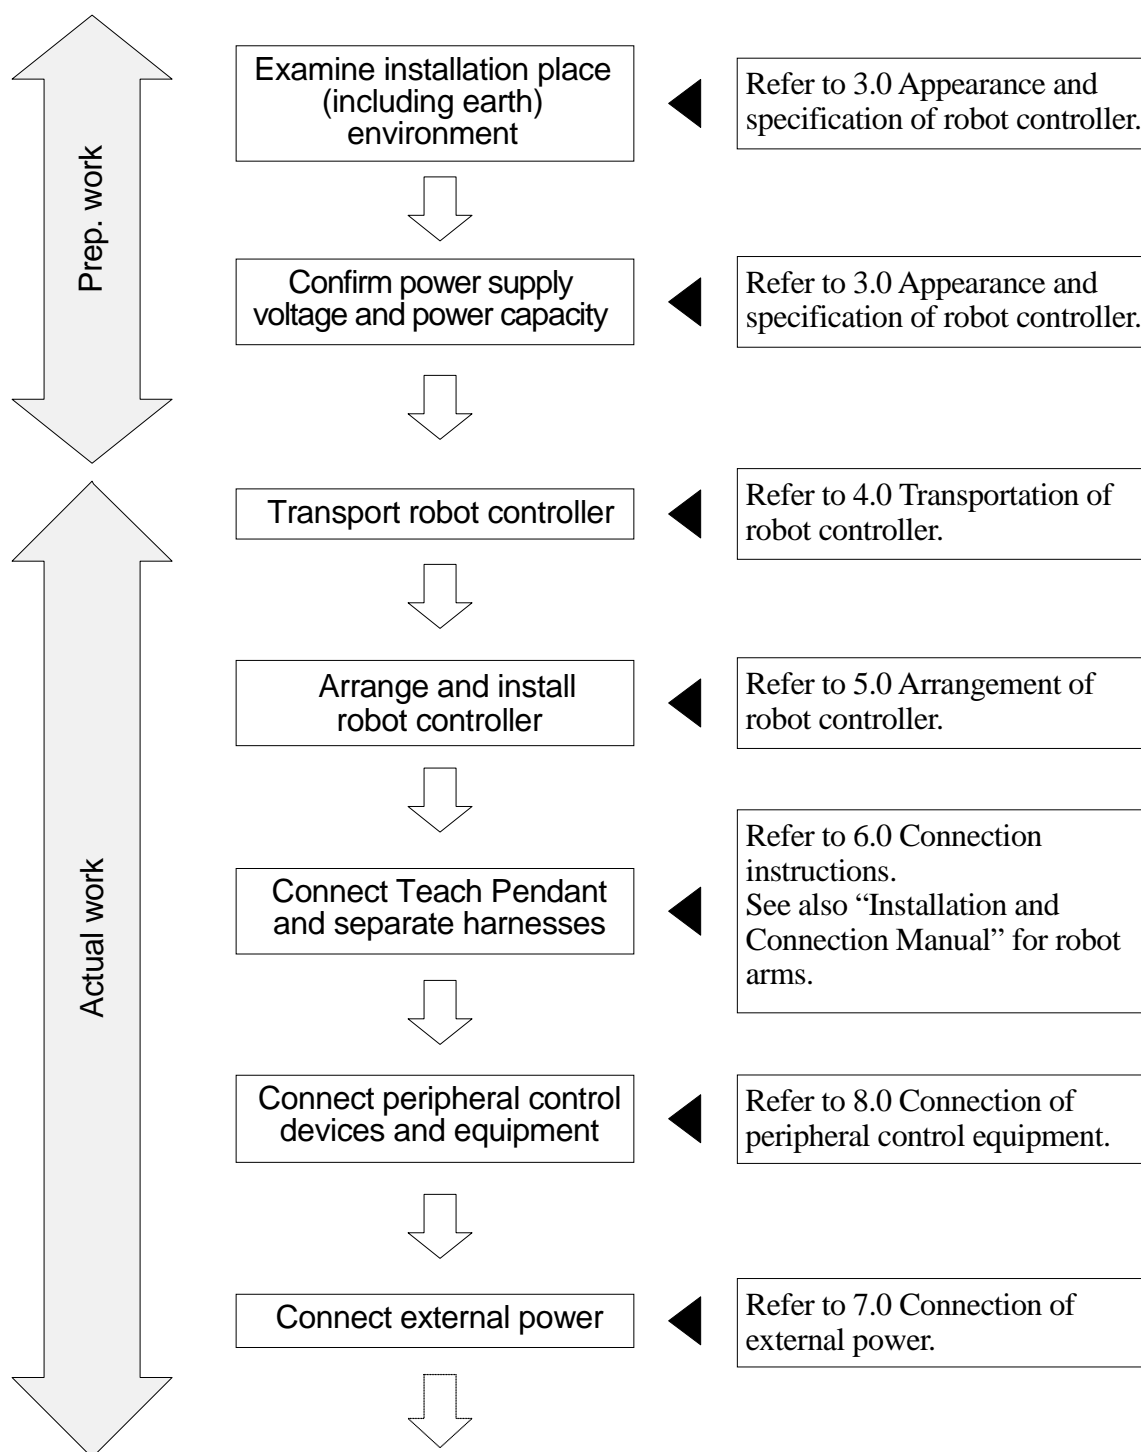 Prep. work
Examine installation place
(including earth)
environment
Refer to 3.0 Appearance and
specification of robot controller.
Confirm power supply
voltage and power capacity
Refer to 3.0 Appearance and
specification of robot controller.
Actual work
Transport robot controller
Refer to 4.0 Transportation of
robot controller.
Arrange and install
robot controller
Refer to 5.0 Arrangement of
robot controller.
Connect Teach Pendant
and separate harnesses
Refer to 6.0 Connection
instructions.
See also “Installation and
Connection Manual” for robot
arms.
Connect peripheral control
devices and equipment
Refer to 8.0 Connection of
peripheral control equipment.
Connect external power
Refer to 7.0 Connection of
external power.